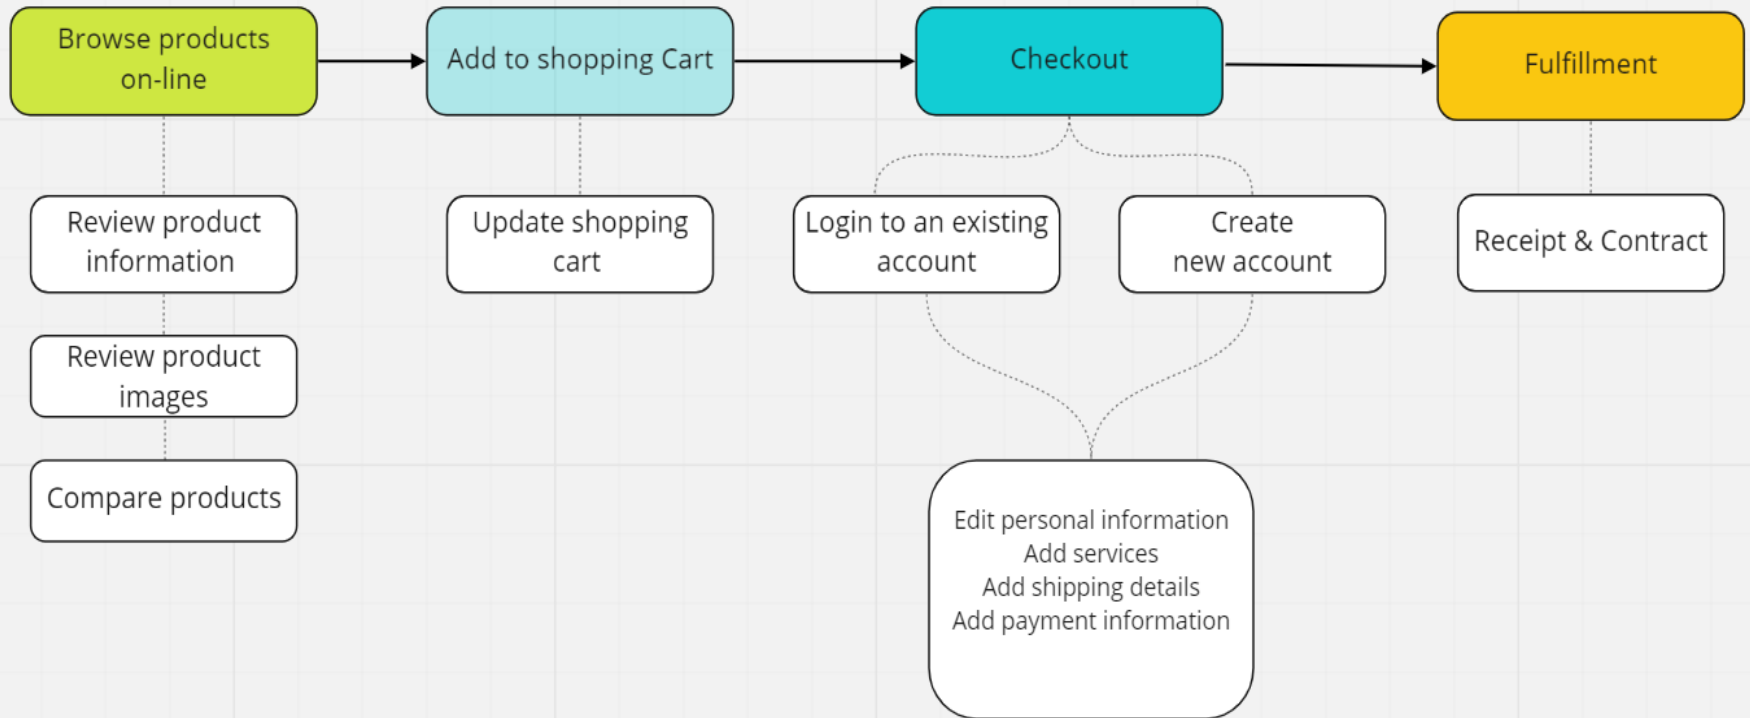 Browse products
on-line
Add to shopping Cart
Checkout
Fulfillment
Review product
information
Update shopping
cart
Login to an existing
account
Create
new account
Receipt & Contract
Review product
images
Compare products
Edit personal information
Add services
Add shipping details
Add payment information